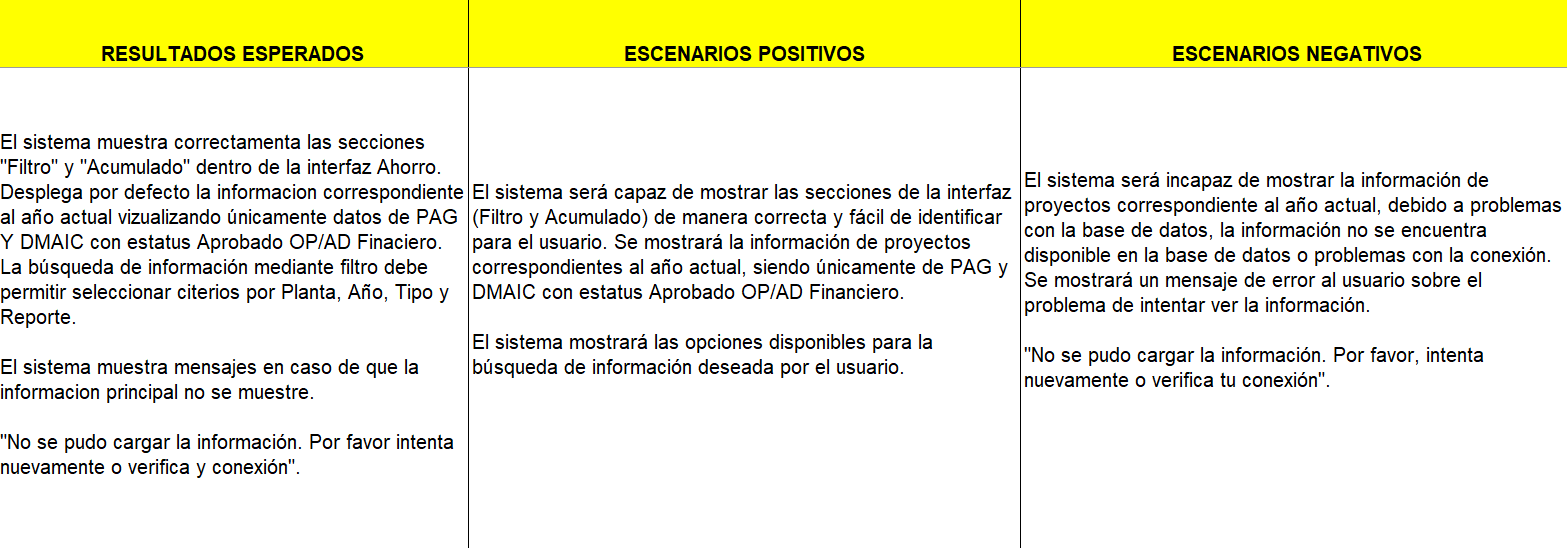 RESULTADOS ESPERADOS
ESCENARIOS POSITIVOS
ESCENARIOS NEGATIVOS
El sistema muestra correctamenta las secciones
"Filtro" y "Acumulado" dentro de la interfaz Ahorro.
Desplega por defecto la informacion correspondiente
al año actual vizualizando únicamente datos de PAG
Y DMAIC con estatus Aprobado OP/AD Finaciero.
La búsqueda de información mediante filtro debe
permitir seleccionar citerios por Planta, Año, Tipo y
Reporte.
El sistema muestra mensajes en caso de que la
informacion principal no se muestre.
"No se pudo cargar la información. Por favor intenta
nuevamente o verifica y conexión".
El sistema será capaz de mostrar las secciones de la interfaz
(Filtro y Acumulado) de manera correcta y fácil de identificar
para el usuario. Se mostrará la información de proyectos
correspondientes al año actual, siendo únicamente de PAG y
DMAIC con estatus Aprobado OP/AD Financiero.
El sistema mostrará las opciones disponibles para la
búsqueda de información deseada por el usuario.
El sistema será incapaz de mostrar la información de
proyectos correspondiente al año actual, debido a problemas
con la base de datos, la información no se encuentra
disponible en la base de datos o problemas con la conexión.
Se mostrará un mensaje de error al usuario sobre el
problema de intentar ver la información.
"No se pudo cargar la información. Por favor, intenta
nuevamente o verifica tu conexión".